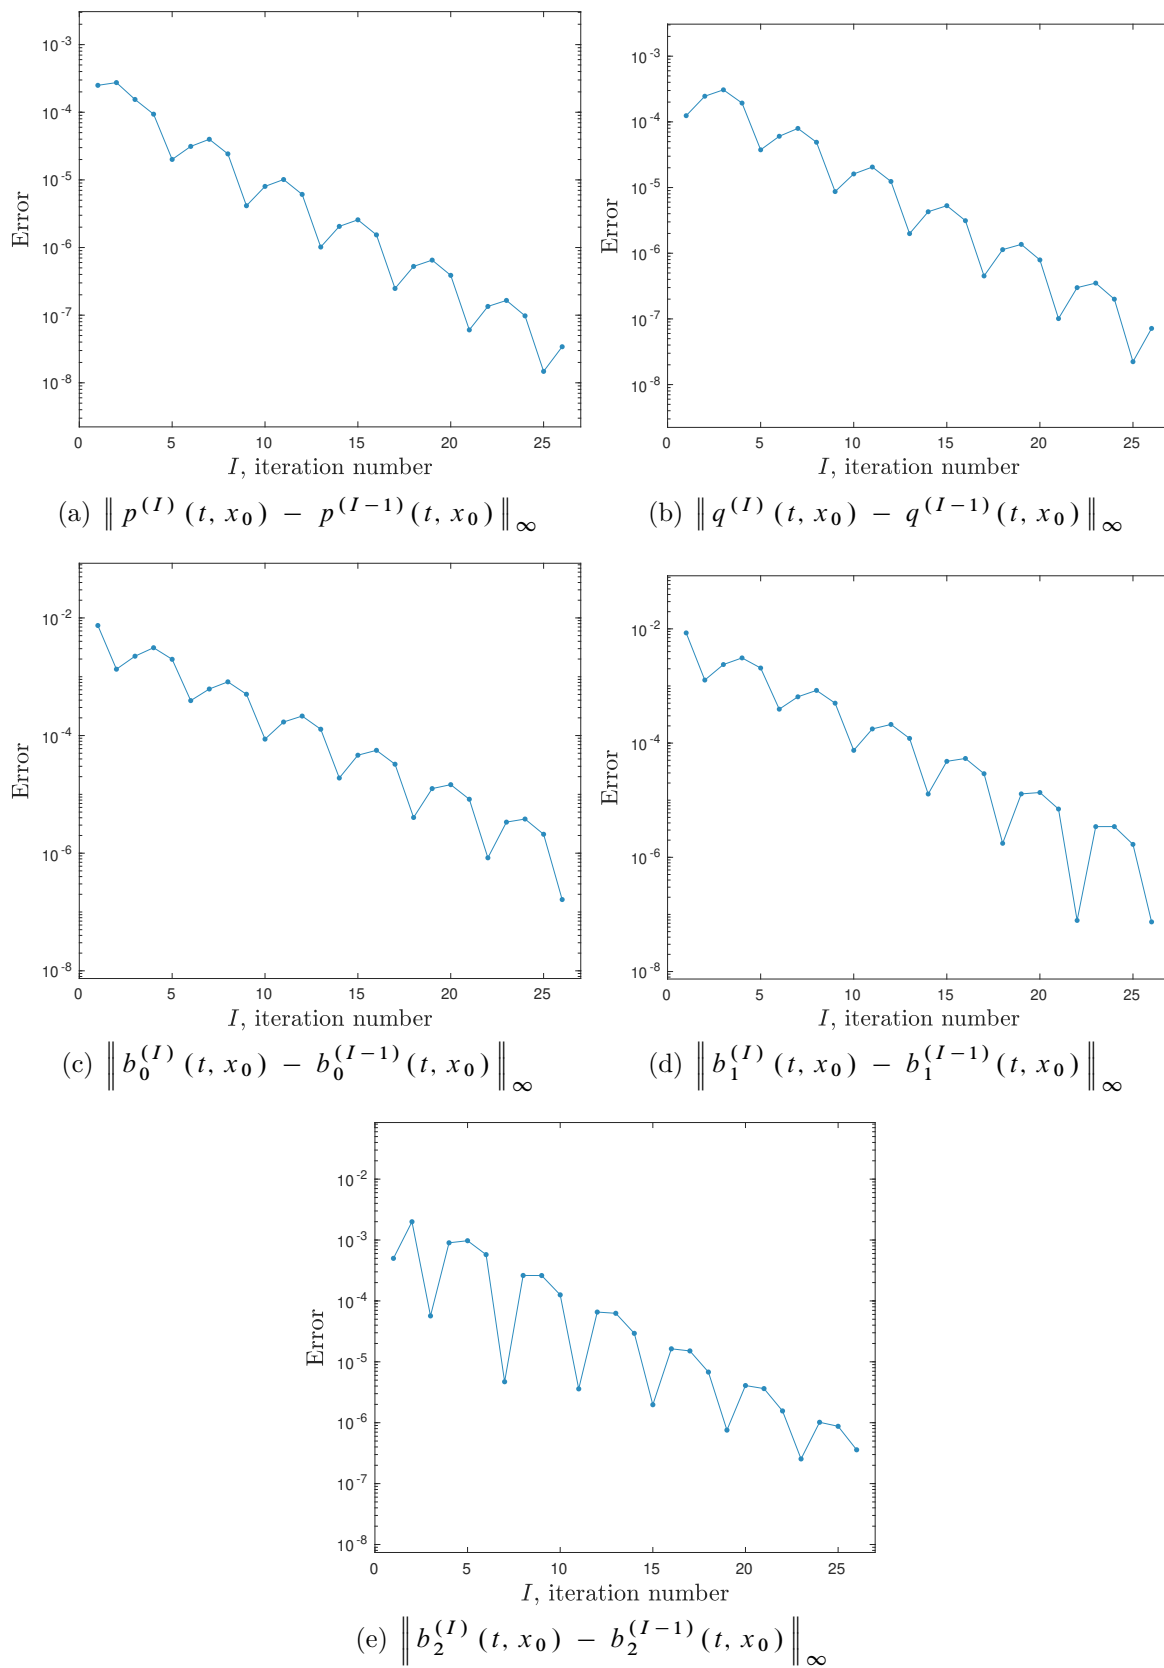 10^-3
10^-4
10^-5
10^-6
10^-7
10^-8
Error
0 5 10 15 20 25
I, iteration number
(a) ‖ p^(I) (t, x_0) − p^(I−1) (t, x_0) ‖_∞
10^-3
10^-4
10^-5
10^-6
10^-7
10^-8
Error
0 5 10 15 20 25
I, iteration number
(b) ‖ q^(I) (t, x_0) − q^(I−1) (t, x_0) ‖_∞
10^-2
10^-4
10^-6
10^-8
Error
0 5 10 15 20 25
I, iteration number
(c) ‖ b_0^(I) (t, x_0) − b_0^(I−1) (t, x_0) ‖_∞
10^-2
10^-4
10^-6
10^-8
Error
0 5 10 15 20 25
I, iteration number
(d) ‖ b_1^(I) (t, x_0) − b_1^(I−1) (t, x_0) ‖_∞
10^-2
10^-3
10^-4
10^-5
10^-6
10^-7
10^-8
Error
0 5 10 15 20 25
I, iteration number
(e) ‖ b_2^(I) (t, x_0) − b_2^(I−1) (t, x_0) ‖_∞